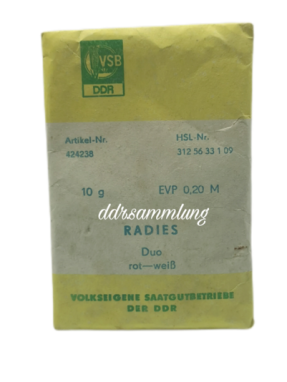 VSB
DDR
Artikel-Nr.
HSL-Nr.
424238
312 56 33 1 09
10 g
EVP 0,20 M
ddrsammlung
RADIES
Duo
rot—weiß
VOLKSEIGENE SAATGUTBETRIEBE
DER DDR